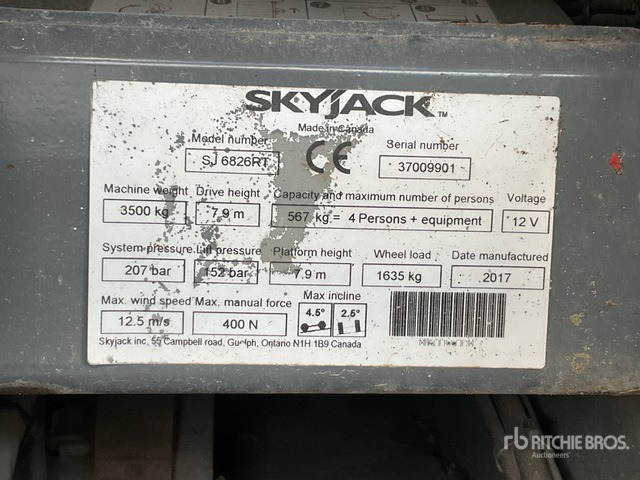 SKYJACK™
Made in Canada
Model number
SJ 6826RT
CE
Serial number
37009901
Machine weight Drive height Capacity and maximum number of persons Voltage
3500 kg 7.9 m 567 kg = 4 Persons + equipment 12 V
System pressure Lift pressure Platform height Wheel load Date manufactured
207 bar 152 bar 7.9 m 1635 kg 2017
Max. wind speed Max. manual force Max incline
12.5 m/s 400 N 4.5° 2.5°
Skyjack inc, 55 Campbell road, Guelph, Ontario N1H 1B9 Canada
rb RITCHIE BROS.
Auctioneers